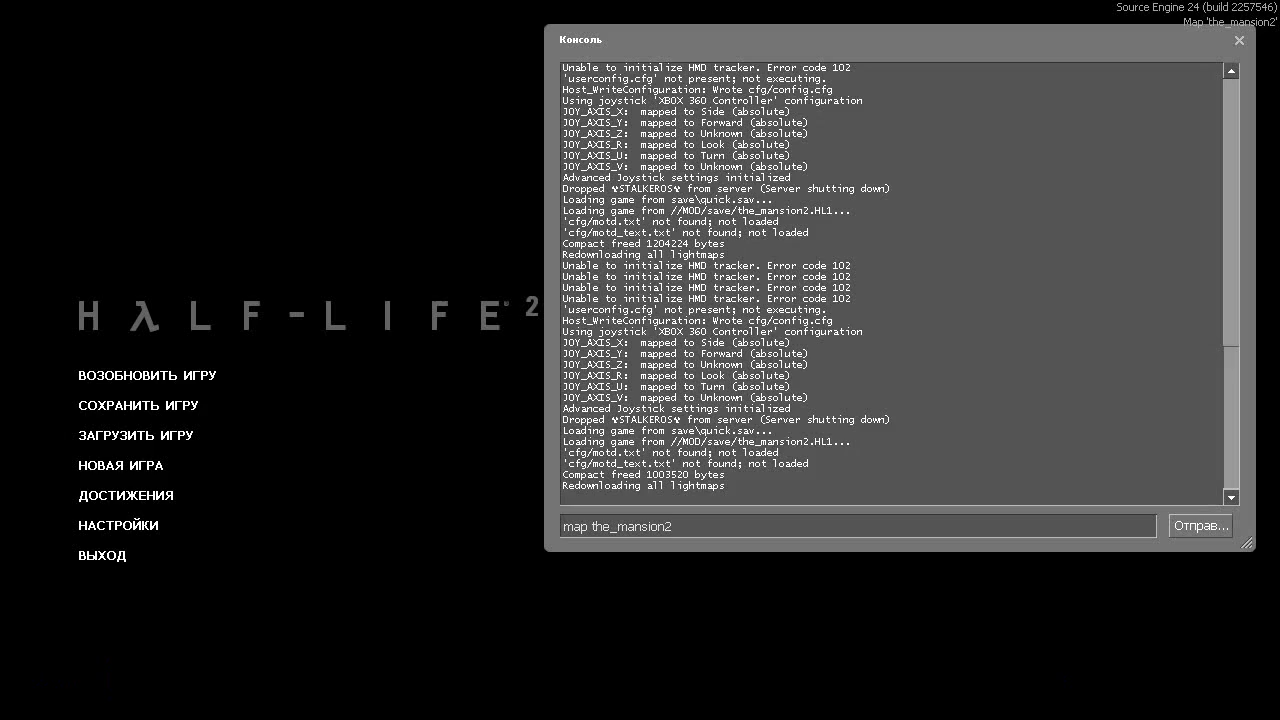 Source Engine 24 (build 2257546)
Map 'the_mansion2'
Консоль
Unable to initialize HMD tracker. Error code 102
'userconfig.cfg' not present; not executing.
Host_WriteConfiguration: Wrote cfg/config.cfg
Using joystick 'XBOX 360 Controller' configuration
JOY_AXIS_X:  mapped to Side (absolute)
JOY_AXIS_Y:  mapped to Forward (absolute)
JOY_AXIS_Z:  mapped to Unknown (absolute)
JOY_AXIS_R:  mapped to Look (absolute)
JOY_AXIS_U:  mapped to Turn (absolute)
JOY_AXIS_V:  mapped to Unknown (absolute)
Advanced Joystick settings initialized
Dropped ☢STALKEROS☢ from server (Server shutting down)
Loading game from save\quick.sav...
Loading game from //MOD/save/the_mansion2.HL1...
'cfg/motd.txt' not found; not loaded
'cfg/motd_text.txt' not found; not loaded
Compact freed 1204224 bytes
Redownloading all lightmaps
Unable to initialize HMD tracker. Error code 102
Unable to initialize HMD tracker. Error code 102
Unable to initialize HMD tracker. Error code 102
Unable to initialize HMD tracker. Error code 102
'userconfig.cfg' not present; not executing.
Host_WriteConfiguration: Wrote cfg/config.cfg
Using joystick 'XBOX 360 Controller' configuration
JOY_AXIS_X:  mapped to Side (absolute)
JOY_AXIS_Y:  mapped to Forward (absolute)
JOY_AXIS_Z:  mapped to Unknown (absolute)
JOY_AXIS_R:  mapped to Look (absolute)
JOY_AXIS_U:  mapped to Turn (absolute)
JOY_AXIS_V:  mapped to Unknown (absolute)
Advanced Joystick settings initialized
Dropped ☢STALKEROS☢ from server (Server shutting down)
Loading game from save\quick.sav...
Loading game from //MOD/save/the_mansion2.HL1...
'cfg/motd.txt' not found; not loaded
'cfg/motd_text.txt' not found; not loaded
Compact freed 1003520 bytes
Redownloading all lightmaps
map the_mansion2
Отправ...
HλLF-LIFE® 2
ВОЗОБНОВИТЬ ИГРУ
СОХРАНИТЬ ИГРУ
ЗАГРУЗИТЬ ИГРУ
НОВАЯ ИГРА
ДОСТИЖЕНИЯ
НАСТРОЙКИ
ВЫХОД